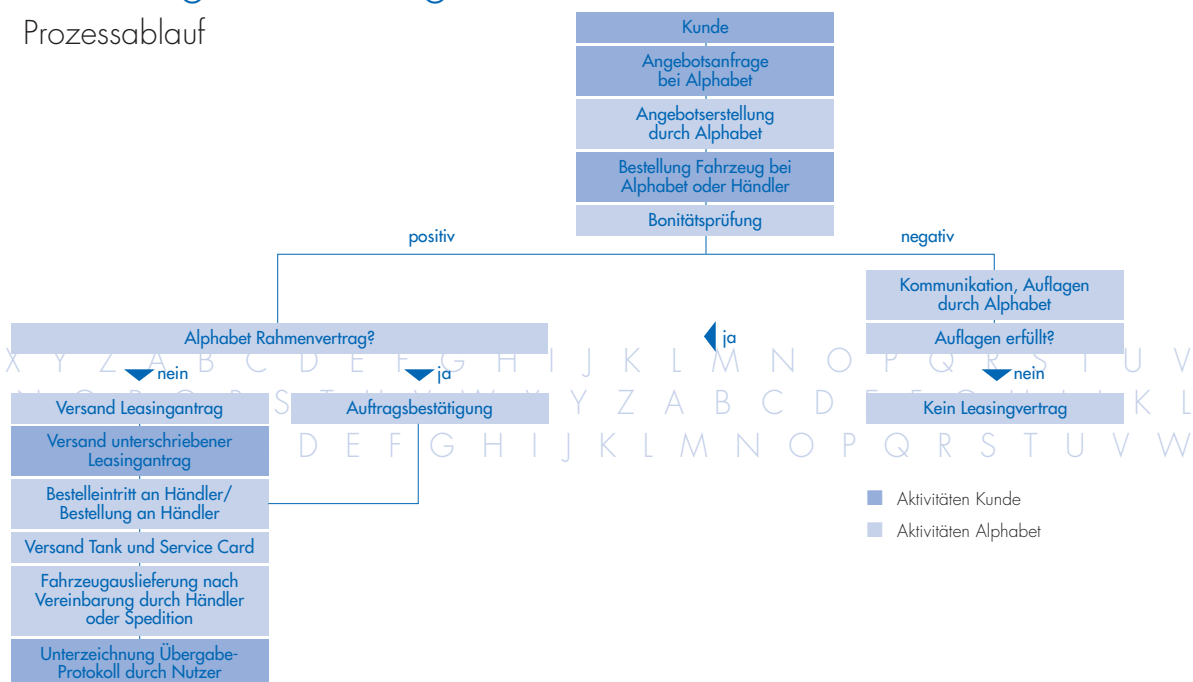 Prozessablauf
Kunde
Angebotsanfrage
bei Alphabet
Angebotserstellung
durch Alphabet
Bestellung Fahrzeug bei
Alphabet oder Händler
Bonitätsprüfung
positiv
negativ
Kommunikation, Auflagen
durch Alphabet
Alphabet Rahmenvertrag?
ja
Auflagen erfüllt?
nein
ja
nein
Versand Leasingantrag
Auftragsbestätigung
Kein Leasingvertrag
Versand unterschriebener
Leasingantrag
Bestelleintritt an Händler/
Bestellung an Händler
Versand Tank und Service Card
Fahrzeugauslieferung nach
Vereinbarung durch Händler
oder Spedition
Unterzeichnung Übergabe-
Protokoll durch Nutzer
Aktivitäten Kunde
Aktivitäten Alphabet
D E F G H I J K L M N O P Q R S T U V W